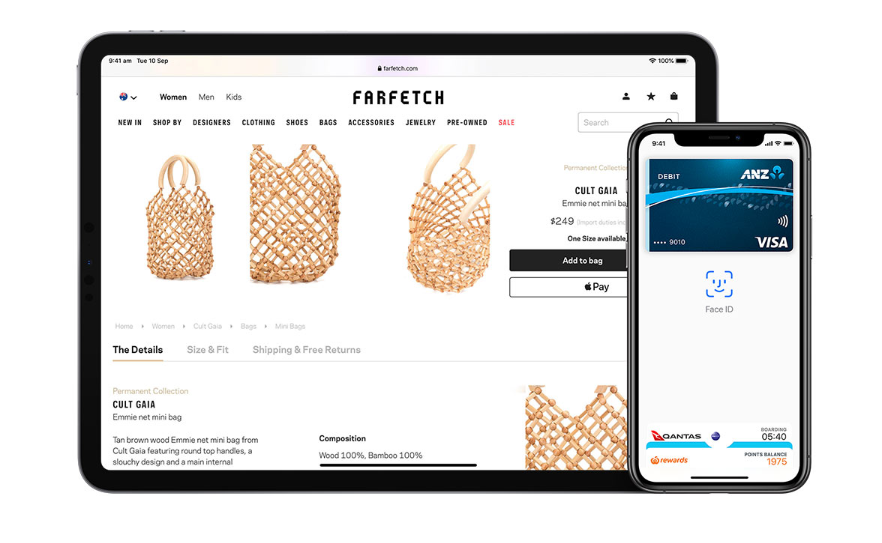 9:41 am Tue 10 Sep
100%
farfetch.com
Women Men Kids
FARFETCH
NEW IN SHOP BY DESIGNERS CLOTHING SHOES BAGS ACCESSORIES JEWELRY PRE-OWNED SALE
Search
Permanent Collection
CULT GAIA
Emmie net mini
$249 (Import duties
One Size available
Add to bag
Pay
Home Women Cult Gaia Bags Mini Bags
The Details Size & Fit Shipping & Free Returns
Permanent Collection
CULT GAIA
Emmie net mini bag
Tan brown wood Emmie net mini bag from
Cult Gaia featuring round top handles, a
slouchy design and a main internal
Composition
Wood 100%, Bamboo 100%
9:41
DEBIT
ANZ
•••• 9010
VISA
Face ID
QANTAS
BOARDING
05:40
rewards
POINTS BALANCE
1975